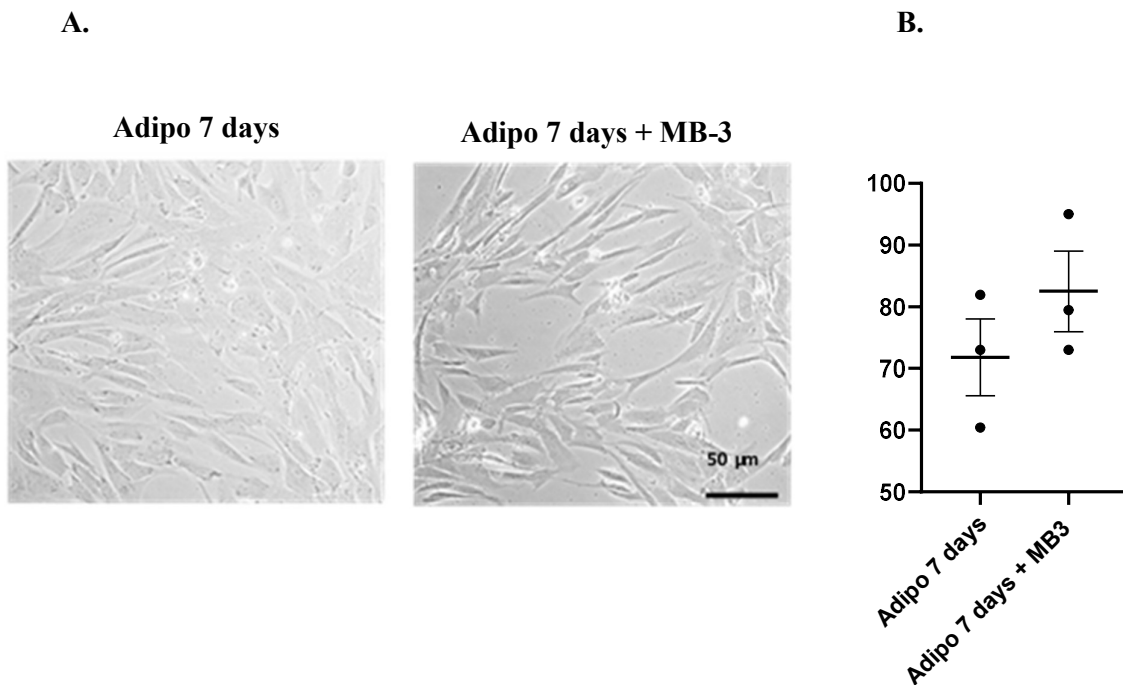 A.
B.
Adipo 7 days
Adipo 7 days + MB-3
50 µm
100
90
80
70
60
50
Adipo 7 days
Adipo 7 days + MB3